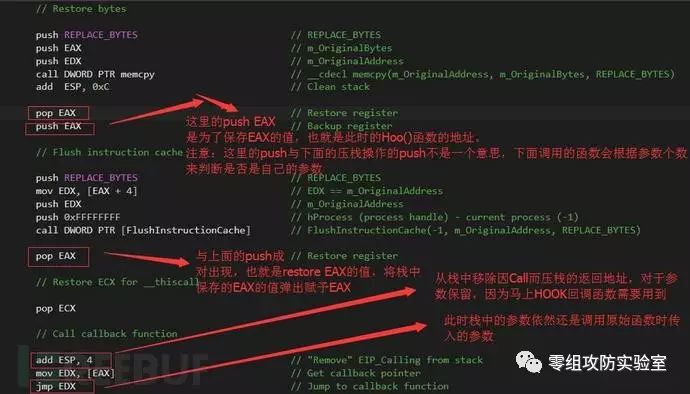 // Restore bytes
push REPLACE_BYTES // REPLACE_BYTES
push EAX // m_OriginalBytes
push EDX // m_OriginalAddress
call DWORD PTR memcpy // __cdecl memcpy(m_OriginalAddress, m_OriginalBytes, REPLACE_BYTES)
add ESP, 0xC // Clean stack
pop EAX // Restore register
push EAX // Backup register
这里的push EAX
是为了保存EAX的值，也就是此时的Hoo()函数的地址。
注意：这里的push与下面的压栈操作的push不是一个意思，下面调用的函数会根据参数个数
来判断是否是自己的参数
// Flush instruction cache
push REPLACE_BYTES // REPLACE_BYTES
mov EDX, [EAX + 4] // EDX == m_OriginalAddress
push EDX // m_OriginalAddress
push 0xFFFFFFFF // hProcess (process handle) - current process (-1)
call DWORD PTR [FlushInstructionCache] // FlushInstructionCache(-1, m_OriginalAddress, REPLACE_BYTES)
pop EAX // Restore register
与上面的push成
对出现，也就是restore EAX的值，将栈中
保存的EAX的值弹出赋予EAX
// Restore ECX for __thiscall
pop ECX
从栈中移除因Call而压栈的返回地址，对于参
数保留，因为马上HOOK回调函数需要用到
此时栈中的参数依然还是调用原始函数时传
入的参数
// Call callback function
add ESP, 4 // "Remove" EIP_Calling from stack
mov EDX, [EAX] // Get callback pointer
jmp EDX // Jump to callback function
零组攻防实验室